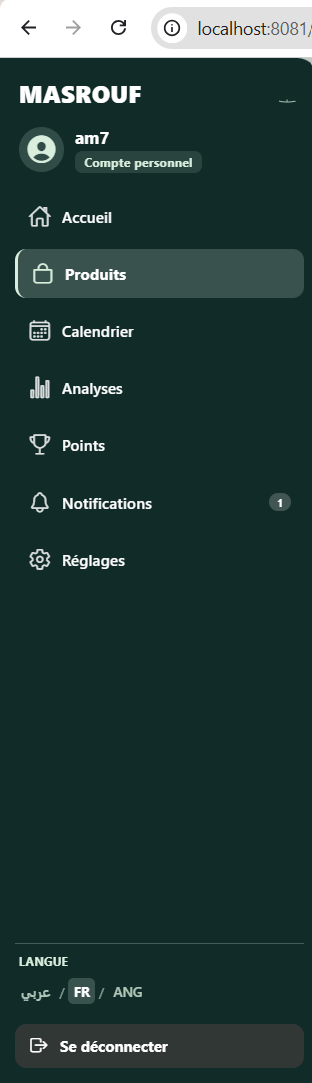 localhost:8081/
MASROUF
am7
Compte personnel
Accueil
Produits
Calendrier
Analyses
Points
Notifications 1
Réglages
LANGUE
عربي / FR / ANG
Se déconnecter